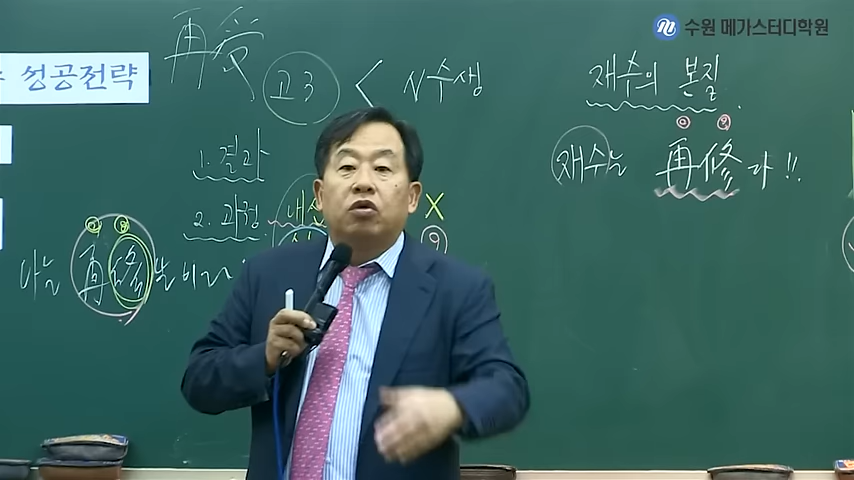 수원 메가스터디학원
성공전략
再受
고3 < N수생
재수의 본질
1. 결과
재수는 再修다!!
2. 과정 내신 X
나는 再修